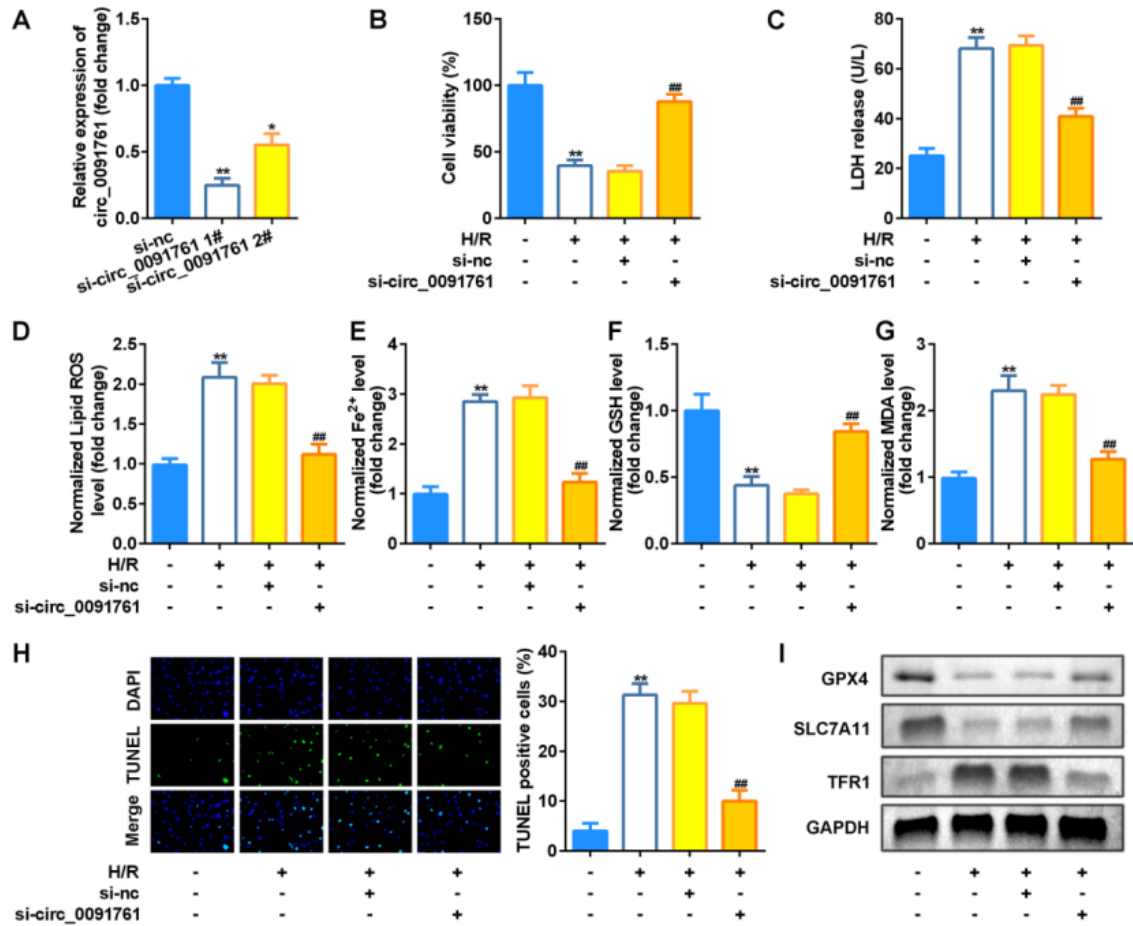 A
Relative expression of
circ_0091761 (fold change)
1.5
1.0
0.5
0.0
**
*
si-nc
si-circ_0091761 1#
si-circ_0091761 2#
B
Cell viability (%)
150
100
50
0
**
##
H/R - + + +
si-nc - - + -
si-circ_0091761 - - - +
C
LDH release (U/L)
80
60
40
20
0
**
##
- + + +
- - + -
- - - +
D
Normalized Lipid ROS
level (fold change)
2.5
2.0
1.5
1.0
0.5
0.0
**
##
H/R - + + +
si-nc - - + -
si-circ_0091761 - - - +
E
Normalized Fe²⁺ level
(fold change)
4
3
2
1
0
**
##
- + + +
- - + -
- - - +
F
Normalized GSH level
(fold change)
1.5
1.0
0.5
0.0
**
##
- + + +
- - + -
- - - +
G
Normalized MDA level
(fold change)
3
2
1
0
**
##
- + + +
- - + -
- - - +
H
DAPI
TUNEL
Merge
H/R - + + +
si-nc - - + -
si-circ_0091761 - - - +
TUNEL positive cells (%)
40
30
20
10
0
**
##
- + + +
- - + -
- - - +
I
GPX4
SLC7A11
TFR1
GAPDH
- + + +
- - + -
- - - +